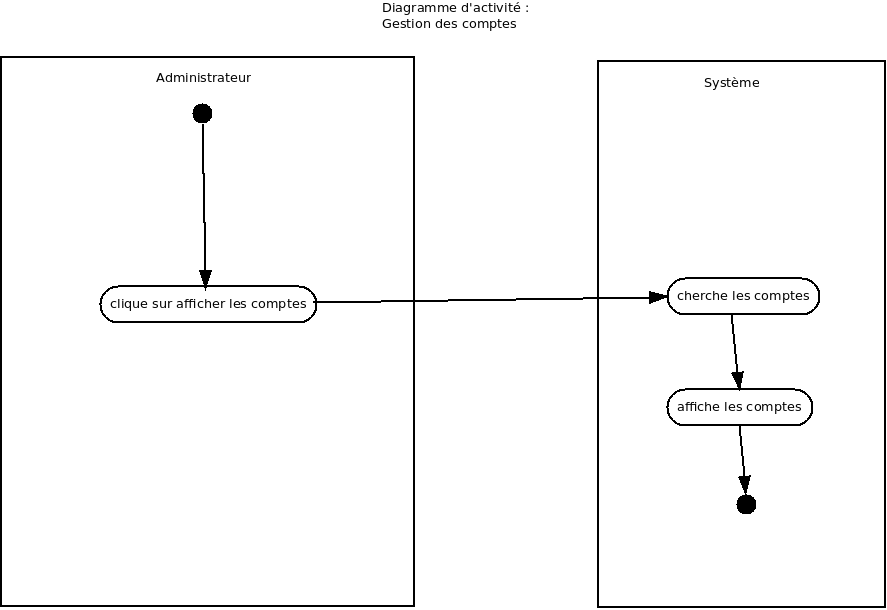 Diagramme d'activité :
Gestion des comptes
Administrateur
Système
clique sur afficher les comptes
cherche les comptes
affiche les comptes